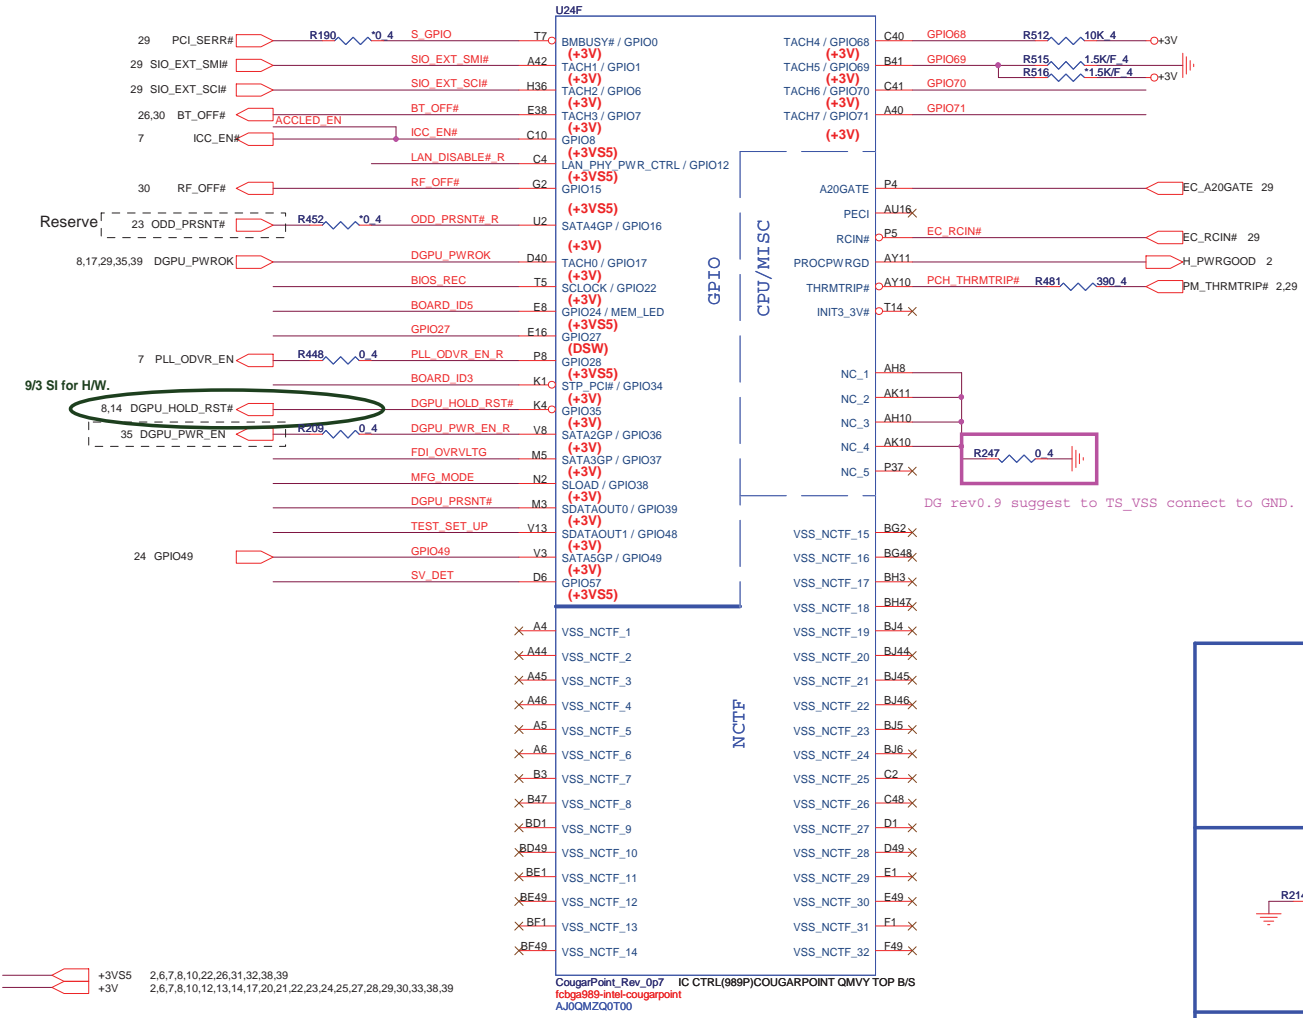 U24F
29 PCI_SERR# R190 *0_4 S_GPIO T7 BMBUSY# / GPIO0
(+3V)
29 SIO_EXT_SMI# SIO_EXT_SMI# A42 TACH1 / GPIO1
(+3V)
29 SIO_EXT_SCI# SIO_EXT_SCI# H36 TACH2 / GPIO6
(+3V)
26,30 BT_OFF# BT_OFF# E38 TACH3 / GPIO7
(+3V)
ACCLED_EN
7 ICC_EN# ICC_EN# C10 GPIO8
(+3VS5)
LAN_DISABLE#_R C4 LAN_PHY_PWR_CTRL / GPIO12
(+3VS5)
30 RF_OFF# RF_OFF# G2 GPIO15
(+3VS5)
Reserve 23 ODD_PRSNT# R452 *0_4 ODD_PRSNT#_R U2 SATA4GP / GPIO16
(+3V)
8,17,29,35,39 DGPU_PWROK DGPU_PWROK D40 TACH0 / GPIO17
(+3V)
BIOS_REC T5 SCLOCK / GPIO22
(+3V)
BOARD_ID5 E8 GPIO24 / MEM_LED
(+3VS5)
GPIO27 E16 GPIO27
(DSW)
7 PLL_ODVR_EN R448 0_4 PLL_ODVR_EN_R P8 GPIO28
(+3VS5)
9/3 SI for H/W.
BOARD_ID3 K1 STP_PCI# / GPIO34
(+3V)
8,14 DGPU_HOLD_RST# DGPU_HOLD_RST# K4 GPIO35
(+3V)
35 DGPU_PWR_EN R209 0_4 DGPU_PWR_EN_R V8 SATA2GP / GPIO36
(+3V)
FDI_OVRVLTG M5 SATA3GP / GPIO37
(+3V)
MFG_MODE N2 SLOAD / GPIO38
(+3V)
DGPU_PRSNT# M3 SDATAOUT0 / GPIO39
(+3V)
TEST_SET_UP V13 SDATAOUT1 / GPIO48
(+3V)
24 GPIO49 GPIO49 V3 SATA5GP / GPIO49
(+3V)
SV_DET D6 GPIO57
(+3VS5)
A4 VSS_NCTF_1
A44 VSS_NCTF_2
A45 VSS_NCTF_3
A46 VSS_NCTF_4
A5 VSS_NCTF_5
A6 VSS_NCTF_6
B3 VSS_NCTF_7
B47 VSS_NCTF_8
BD1 VSS_NCTF_9
BD49 VSS_NCTF_10
BE1 VSS_NCTF_11
BE49 VSS_NCTF_12
BF1 VSS_NCTF_13
BF49 VSS_NCTF_14
GPIO
CPU/MISC
NCTF
TACH4 / GPIO68 C40 GPIO68 R512 10K_4 +3V
(+3V)
TACH5 / GPIO69 B41 GPIO69 R515 1.5K/F_4
(+3V)
R516 *1.5K/F_4 +3V
TACH6 / GPIO70 C41 GPIO70
(+3V)
TACH7 / GPIO71 A40 GPIO71
(+3V)
A20GATE P4 EC_A20GATE 29
PECI AU16
RCIN# P5 EC_RCIN# EC_RCIN# 29
PROCPWRGD AY11 H_PWRGOOD 2
THRMTRIP# AY10 PCH_THRMTRIP# R481 390_4 PM_THRMTRIP# 2,29
INIT3_3V# T14
NC_1 AH8
NC_2 AK11
NC_3 AH10
NC_4 AK10
R247 0_4
NC_5 P37
DG rev0.9 suggest to TS_VSS connect to GND.
VSS_NCTF_15 BG2
VSS_NCTF_16 BG48
VSS_NCTF_17 BH3
VSS_NCTF_18 BH47
VSS_NCTF_19 BJ4
VSS_NCTF_20 BJ44
VSS_NCTF_21 BJ45
VSS_NCTF_22 BJ46
VSS_NCTF_23 BJ5
VSS_NCTF_24 BJ6
VSS_NCTF_25 C2
VSS_NCTF_26 C48
VSS_NCTF_27 D1
VSS_NCTF_28 D49
VSS_NCTF_29 E1
VSS_NCTF_30 E49
VSS_NCTF_31 F1
VSS_NCTF_32 F49
R214
+3VS5 2,6,7,8,10,22,26,31,32,38,39
+3V 2,6,7,8,10,12,13,14,17,20,21,22,23,24,25,27,28,29,30,33,38,39
CougarPoint_Rev_0p7 IC CTRL(989P)COUGARPOINT QMVY TOP B/S
fcbga989-intel-cougarpoint
AJ0QMZQ0T00